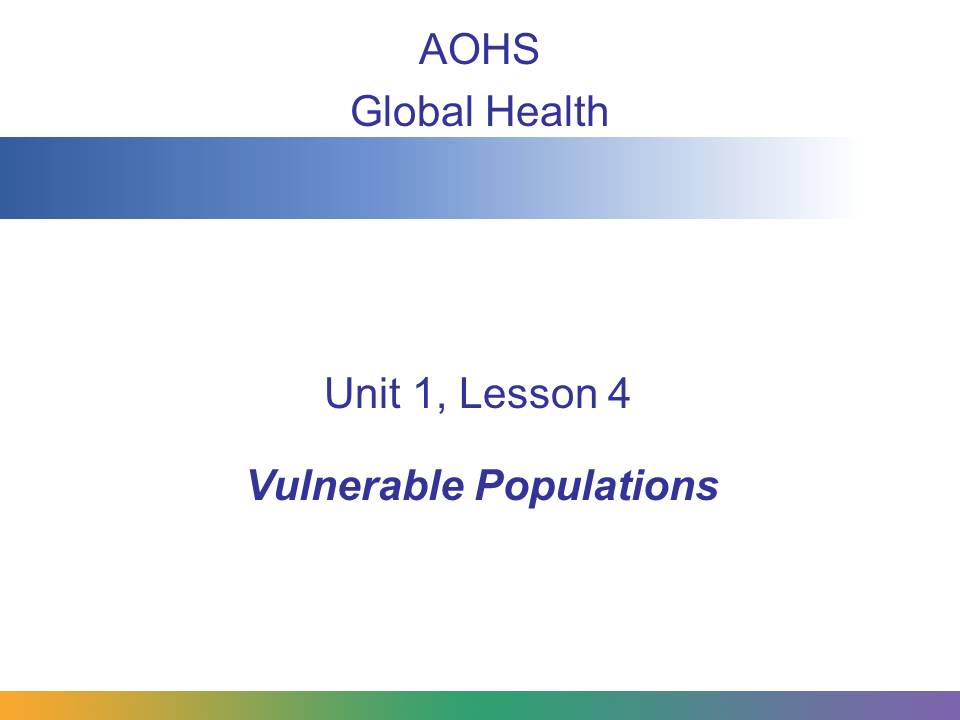 AOHS
Global Health
Unit 1, Lesson 4
Vulnerable Populations